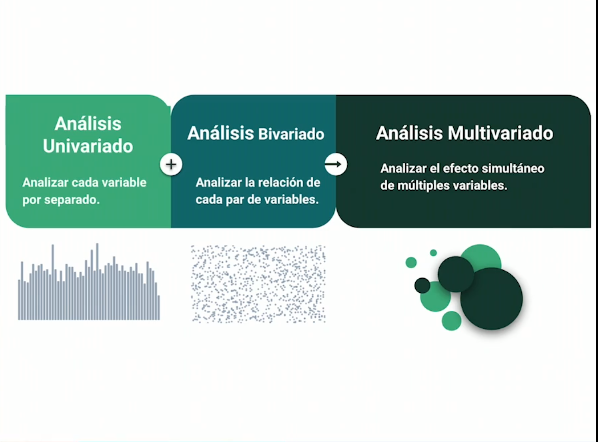 Análisis
Univariado
Analizar cada variable
por separado.
+
Análisis Bivariado
Analizar la relación de
cada par de variables.
→
Análisis Multivariado
Analizar el efecto simultáneo
de múltiples variables.